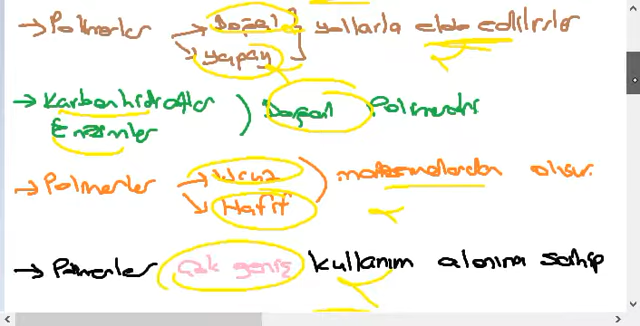 → Polimerler → Doğal
→ yapay } yollarla elde edilirler
→ Karbonhidratlar
Enzimler ) Doğal Polimerdir
→ Polimerler → Ucuz
→ Hafif ) malzemelerden oluşur.
→ Polimerler çok geniş kullanım alanına sahip